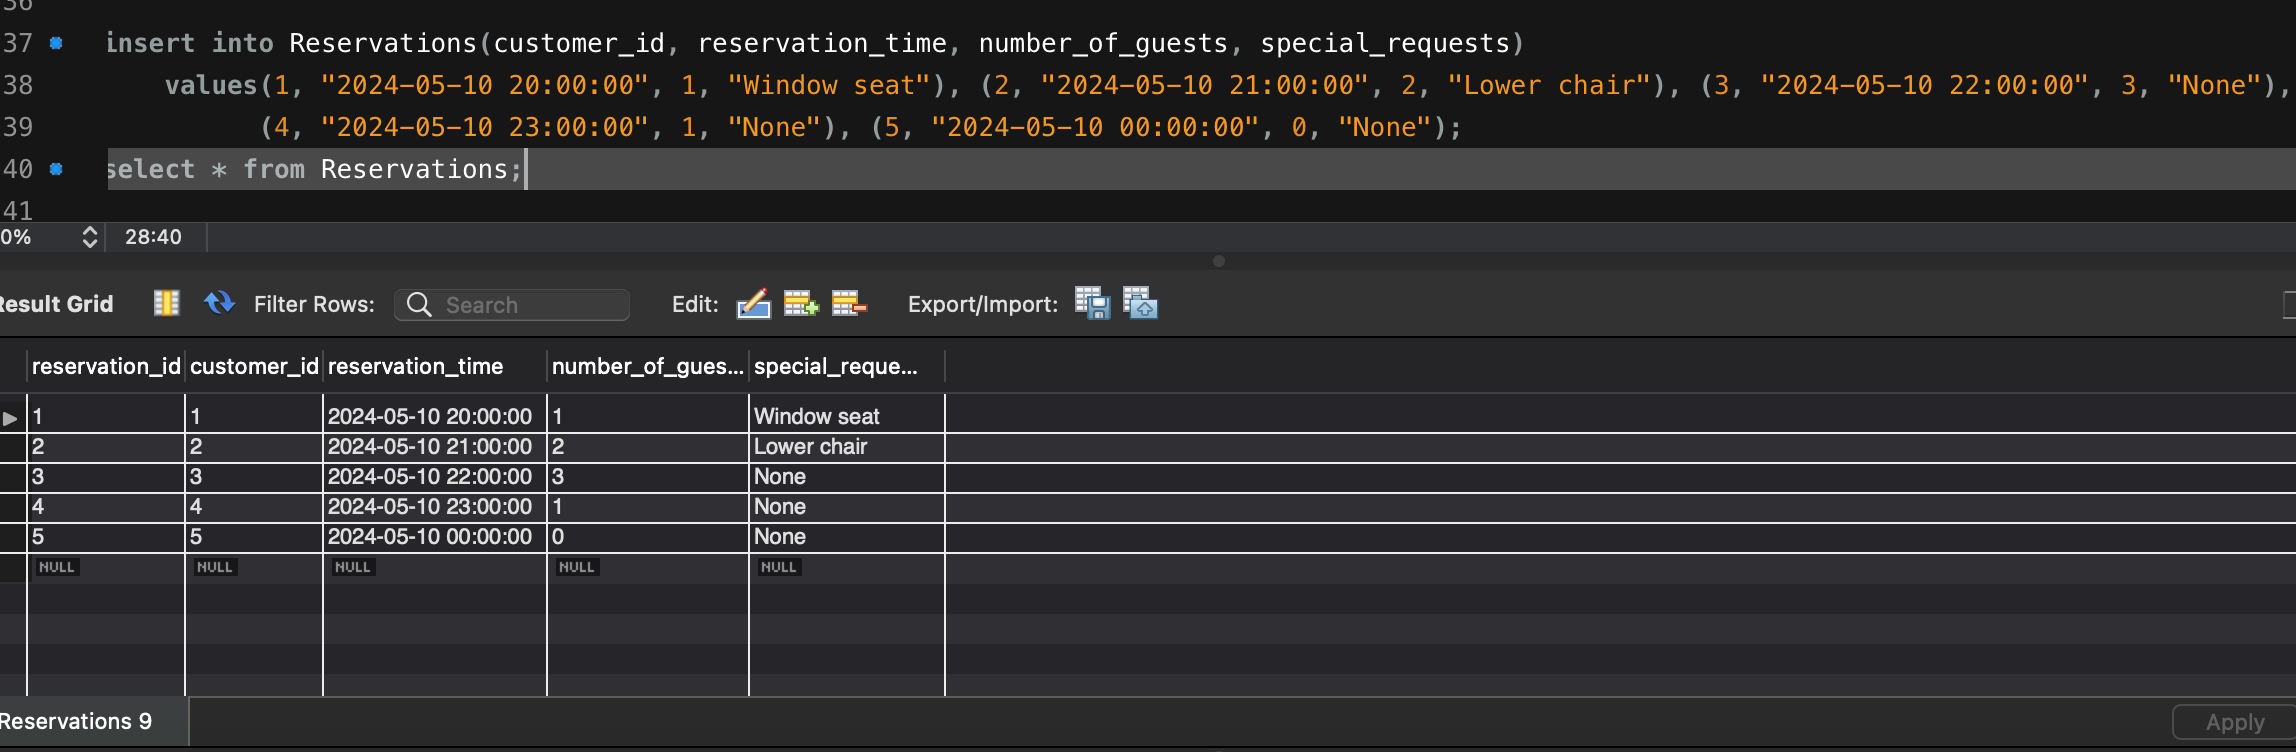 36
37 insert into Reservations(customer_id, reservation_time, number_of_guests, special_requests)
38 values(1, "2024-05-10 20:00:00", 1, "Window seat"), (2, "2024-05-10 21:00:00", 2, "Lower chair"), (3, "2024-05-10 22:00:00", 3, "None"),
39 (4, "2024-05-10 23:00:00", 1, "None"), (5, "2024-05-10 00:00:00", 0, "None");
40 select * from Reservations;
41
0% 28:40
Result Grid Filter Rows: Search Edit: Export/Import:
reservation_id customer_id reservation_time number_of_gues... special_reque...
1 1 2024-05-10 20:00:00 1 Window seat
2 2 2024-05-10 21:00:00 2 Lower chair
3 3 2024-05-10 22:00:00 3 None
4 4 2024-05-10 23:00:00 1 None
5 5 2024-05-10 00:00:00 0 None
NULL NULL NULL NULL NULL
Reservations 9 Apply